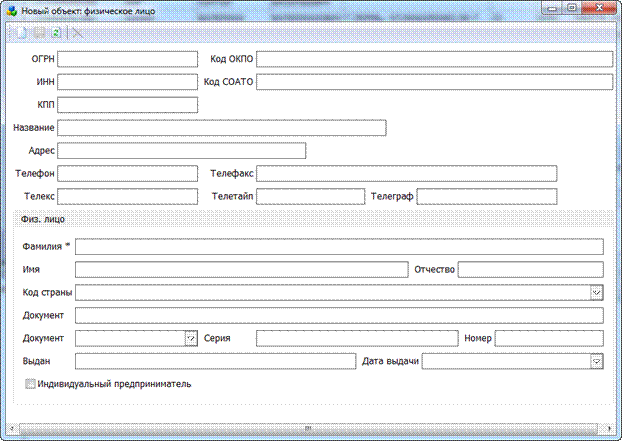 Новый объект: физическое лицо
ОГРН Код ОКПО
ИНН Код СОАТО
КПП
Название
Адрес
Телефон Телефакс
Телекс Телетайп Телеграф
Физ. лицо
Фамилия *
Имя Отчество
Код страны
Документ
Документ Серия Номер
Выдан Дата выдачи
Индивидуальный предприниматель